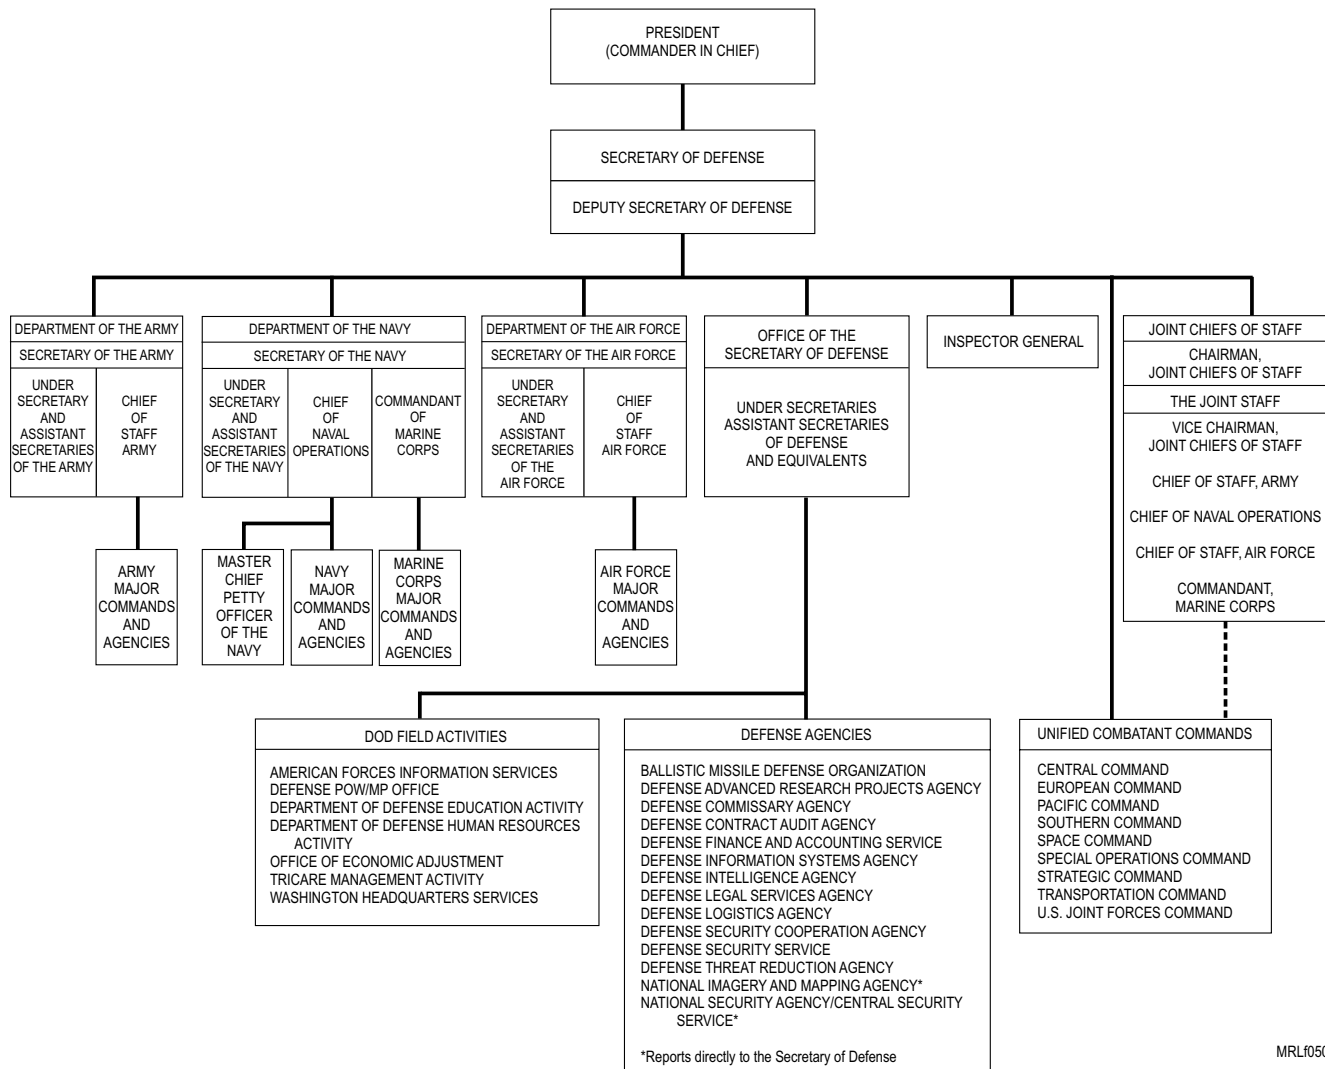 PRESIDENT
(COMMANDER IN CHIEF)
SECRETARY OF DEFENSE
DEPUTY SECRETARY OF DEFENSE
DEPARTMENT OF THE ARMY
SECRETARY OF THE ARMY
UNDER
SECRETARY
AND
ASSISTANT
SECRETARIES
OF THE ARMY
CHIEF
OF
STAFF
ARMY
DEPARTMENT OF THE NAVY
SECRETARY OF THE NAVY
UNDER
SECRETARY
AND
ASSISTANT
SECRETARIES
OF THE NAVY
CHIEF
OF
NAVAL
OPERATIONS
COMMANDANT
OF
MARINE
CORPS
DEPARTMENT OF THE AIR FORCE
SECRETARY OF THE AIR FORCE
UNDER
SECRETARY
AND
ASSISTANT
SECRETARIES
OF THE
AIR FORCE
CHIEF
OF
STAFF
AIR FORCE
OFFICE OF THE
SECRETARY OF DEFENSE
UNDER SECRETARIES
ASSISTANT SECRETARIES
OF DEFENSE
AND EQUIVALENTS
INSPECTOR GENERAL
JOINT CHIEFS OF STAFF
CHAIRMAN,
JOINT CHIEFS OF STAFF
THE JOINT STAFF
VICE CHAIRMAN,
JOINT CHIEFS OF STAFF
CHIEF OF STAFF, ARMY
CHIEF OF NAVAL OPERATIONS
CHIEF OF STAFF, AIR FORCE
COMMANDANT,
MARINE CORPS
ARMY
MAJOR
COMMANDS
AND
AGENCIES
MASTER
CHIEF
PETTY
OFFICER
OF THE
NAVY
NAVY
MAJOR
COMMANDS
AND
AGENCIES
MARINE
CORPS
MAJOR
COMMANDS
AND
AGENCIES
AIR FORCE
MAJOR
COMMANDS
AND
AGENCIES
DOD FIELD ACTIVITIES
AMERICAN FORCES INFORMATION SERVICES
DEFENSE POW/MP OFFICE
DEPARTMENT OF DEFENSE EDUCATION ACTIVITY
DEPARTMENT OF DEFENSE HUMAN RESOURCES
ACTIVITY
OFFICE OF ECONOMIC ADJUSTMENT
TRICARE MANAGEMENT ACTIVITY
WASHINGTON HEADQUARTERS SERVICES
DEFENSE AGENCIES
BALLISTIC MISSILE DEFENSE ORGANIZATION
DEFENSE ADVANCED RESEARCH PROJECTS AGENCY
DEFENSE COMMISSARY AGENCY
DEFENSE CONTRACT AUDIT AGENCY
DEFENSE FINANCE AND ACCOUNTING SERVICE
DEFENSE INFORMATION SYSTEMS AGENCY
DEFENSE INTELLIGENCE AGENCY
DEFENSE LEGAL SERVICES AGENCY
DEFENSE LOGISTICS AGENCY
DEFENSE SECURITY COOPERATION AGENCY
DEFENSE SECURITY SERVICE
DEFENSE THREAT REDUCTION AGENCY
NATIONAL IMAGERY AND MAPPING AGENCY*
NATIONAL SECURITY AGENCY/CENTRAL SECURITY
SERVICE*
*Reports directly to the Secretary of Defense
UNIFIED COMBATANT COMMANDS
CENTRAL COMMAND
EUROPEAN COMMAND
PACIFIC COMMAND
SOUTHERN COMMAND
SPACE COMMAND
SPECIAL OPERATIONS COMMAND
STRATEGIC COMMAND
TRANSPORTATION COMMAND
U.S. JOINT FORCES COMMAND
MRLf050